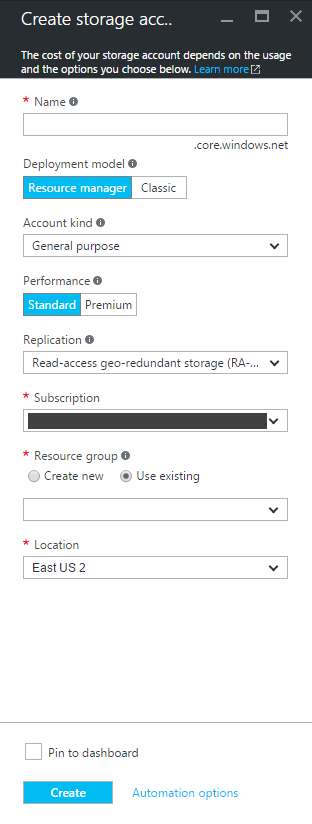 Create storage acc..
The cost of your storage account depends on the usage
and the options you choose below. Learn more
* Name
.core.windows.net
Deployment model
Resource manager Classic
Account kind
General purpose
Performance
Standard Premium
Replication
Read-access geo-redundant storage (RA-...
* Subscription
* Resource group
Create new Use existing
* Location
East US 2
Pin to dashboard
Create Automation options